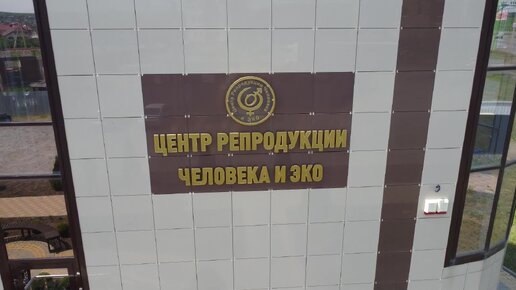 ЦЕНТР РЕПРОДУКЦИИ
ЧЕЛОВЕКА И ЭКО